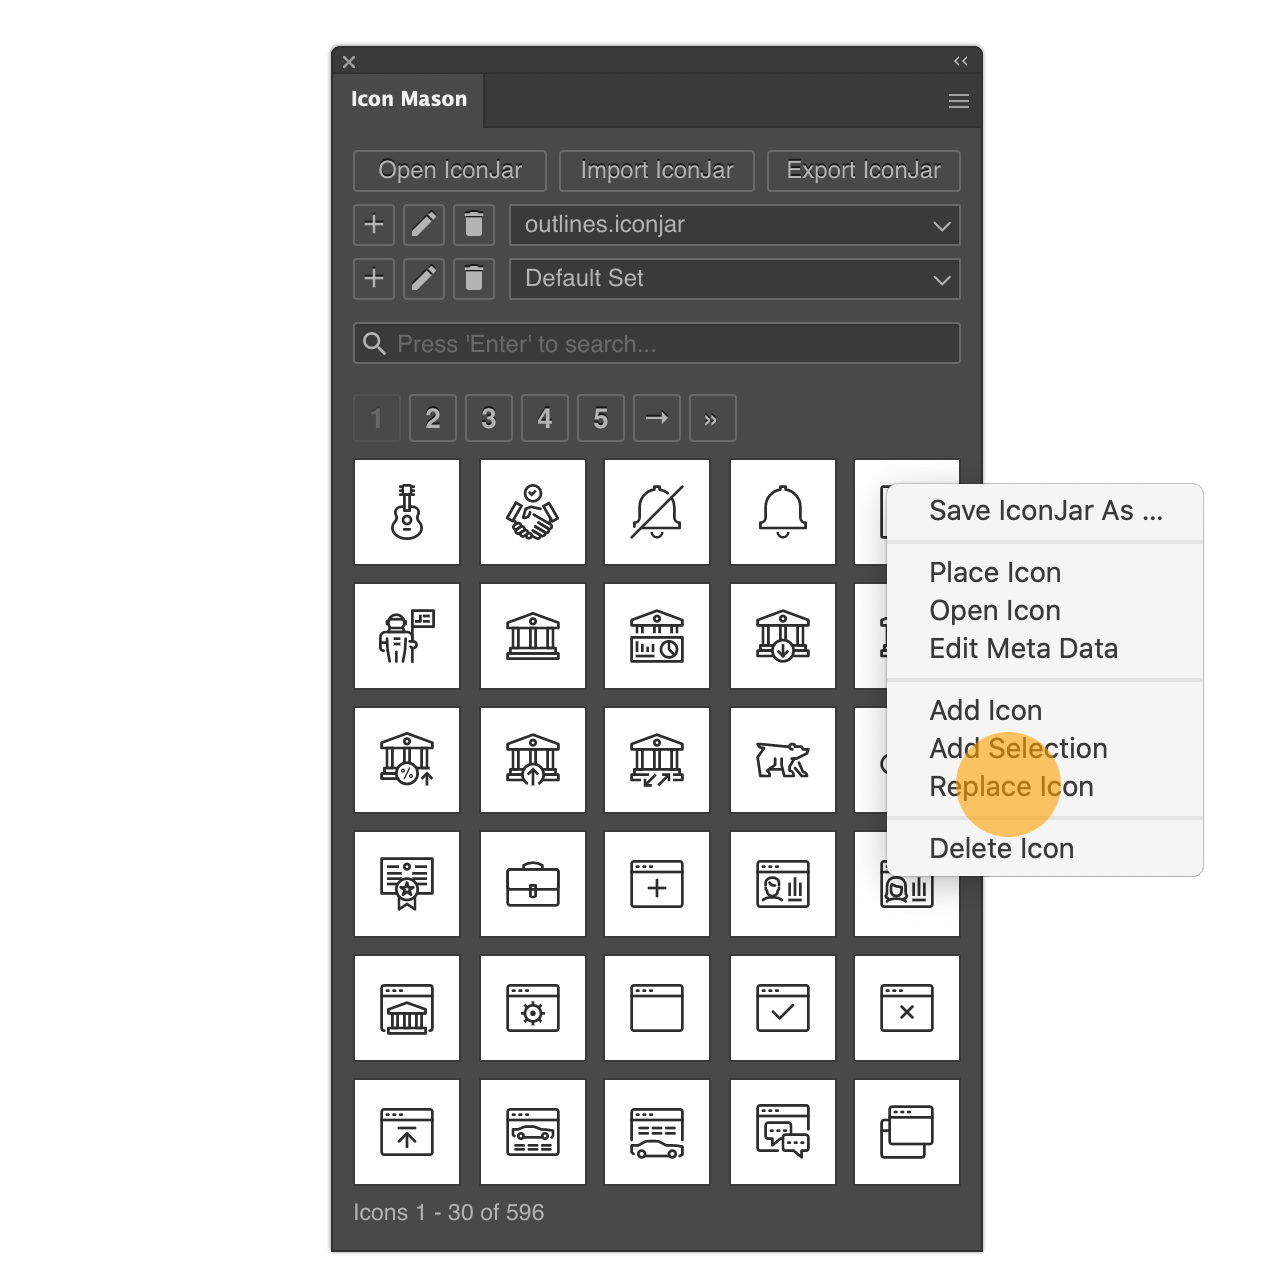 Icon Mason
Open IconJar
Import IconJar
Export IconJar
outlines.iconjar
Default Set
Press 'Enter' to search...
1 2 3 4 5 → »
Save IconJar As ...
Place Icon
Open Icon
Edit Meta Data
Add Icon
Add Selection
Replace Icon
Delete Icon
Icons 1 - 30 of 596